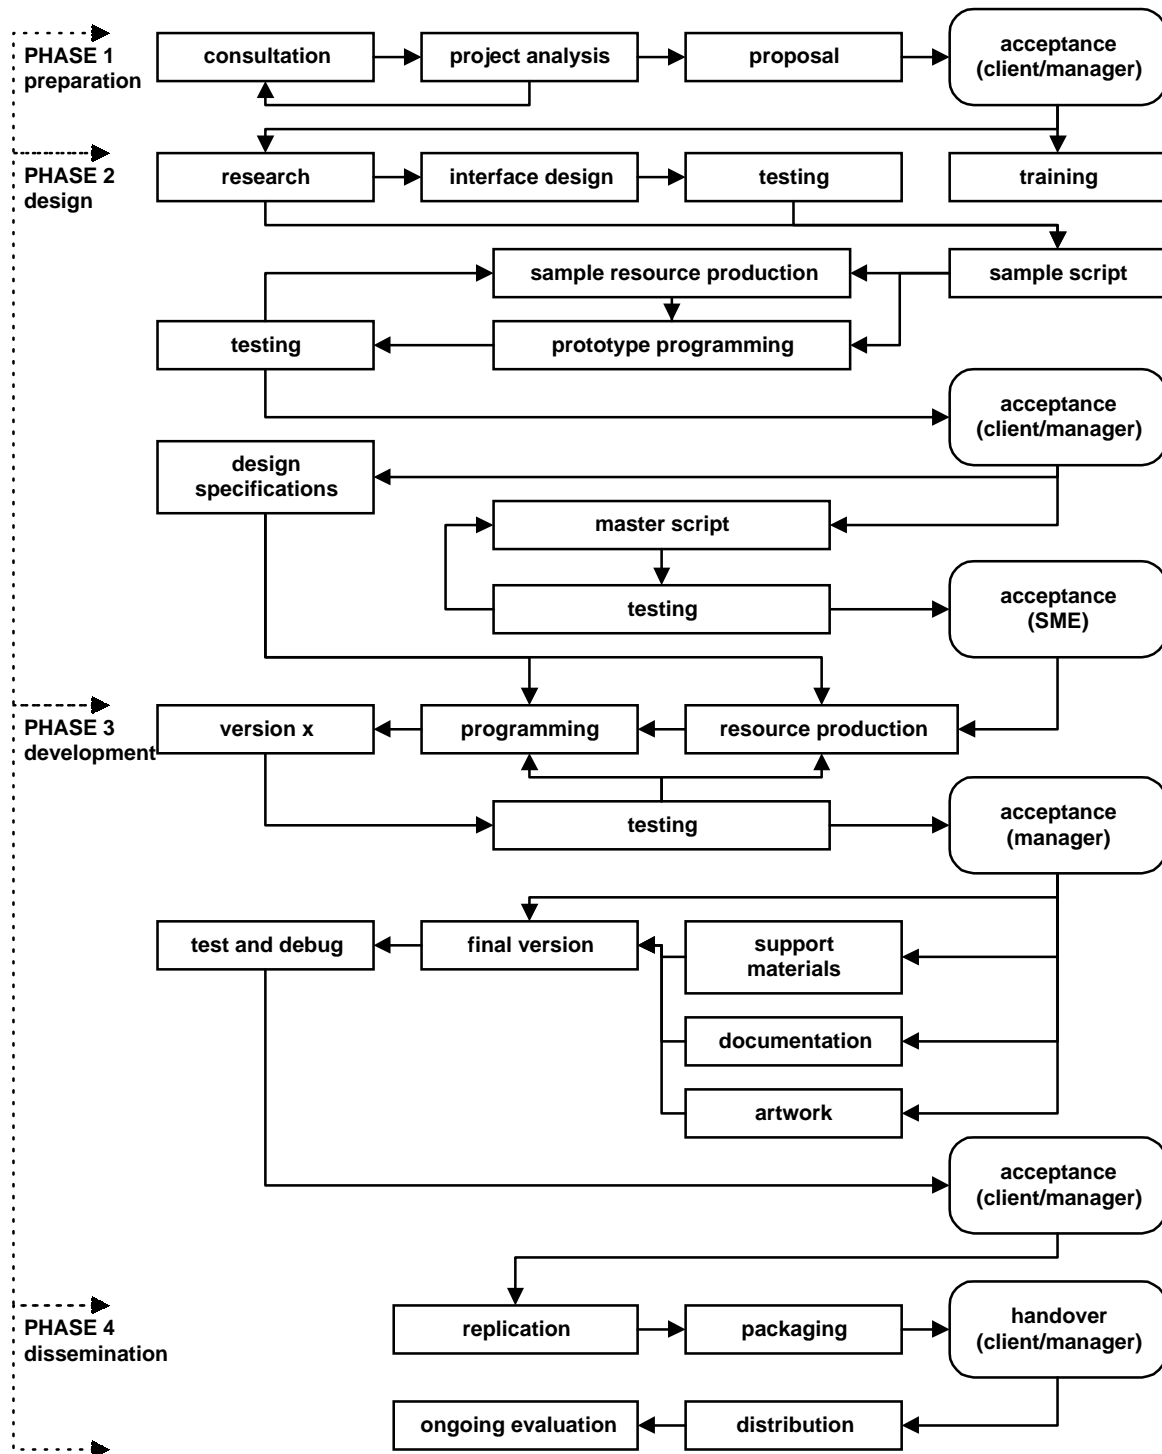 PHASE 1
preparation
consultation
project analysis
proposal
acceptance
(client/manager)
PHASE 2
design
research
interface design
testing
training
sample resource production
sample script
testing
prototype programming
acceptance
(client/manager)
design
specifications
master script
testing
acceptance
(SME)
PHASE 3
development
version x
programming
resource production
testing
acceptance
(manager)
test and debug
final version
support
materials
documentation
artwork
acceptance
(client/manager)
PHASE 4
dissemination
replication
packaging
handover
(client/manager)
ongoing evaluation
distribution